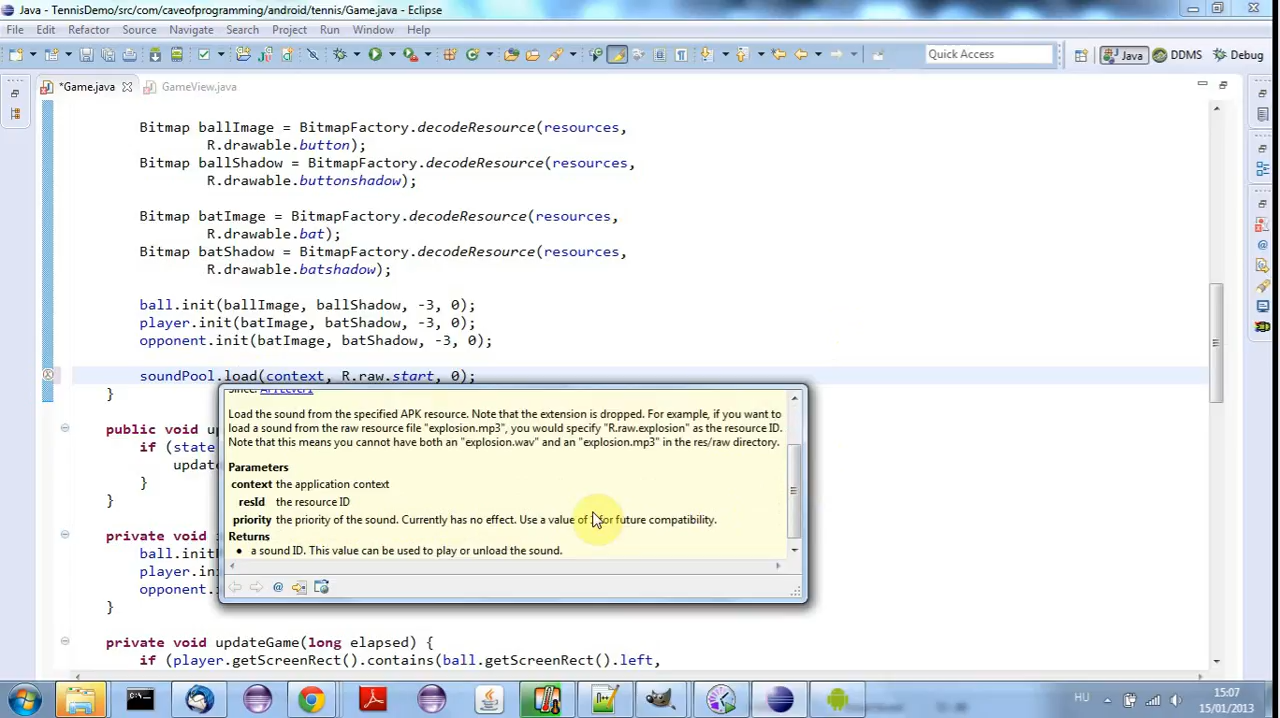 Java - TennisDemo/src/com/caveofprogramming/android/tennis/Game.java - Eclipse
File Edit Refactor Source Navigate Search Project Run Window Help
Quick Access
Java
DDMS
Debug
*Game.java
GameView.java
Bitmap ballImage = BitmapFactory.decodeResource(resources,
R.drawable.button);
Bitmap ballShadow = BitmapFactory.decodeResource(resources,
R.drawable.buttonshadow);
Bitmap batImage = BitmapFactory.decodeResource(resources,
R.drawable.bat);
Bitmap batShadow = BitmapFactory.decodeResource(resources,
R.drawable.batshadow);
ball.init(ballImage, ballShadow, -3, 0);
player.init(batImage, batShadow, -3, 0);
opponent.init(batImage, batShadow, -3, 0);
soundPool.load(context, R.raw.start, 0);
}
Load the sound from the specified APK resource. Note that the extension is dropped. For example, if you want to
load a sound from the raw resource file "explosion.mp3", you would specify "R.raw.explosion" as the resource ID.
Note that this means you cannot have both an "explosion.wav" and an "explosion.mp3" in the res/raw directory.
Parameters
context the application context
resId the resource ID
priority the priority of the sound. Currently has no effect. Use a value of for future compatibility.
Returns
• a sound ID. This value can be used to play or unload the sound.
public void
if (state
}
}
private void
}
private void updateGame(long elapsed) {
if (player.getScreenRect().contains(ball.getScreenRect().left,
HU
15:07
15/01/2013